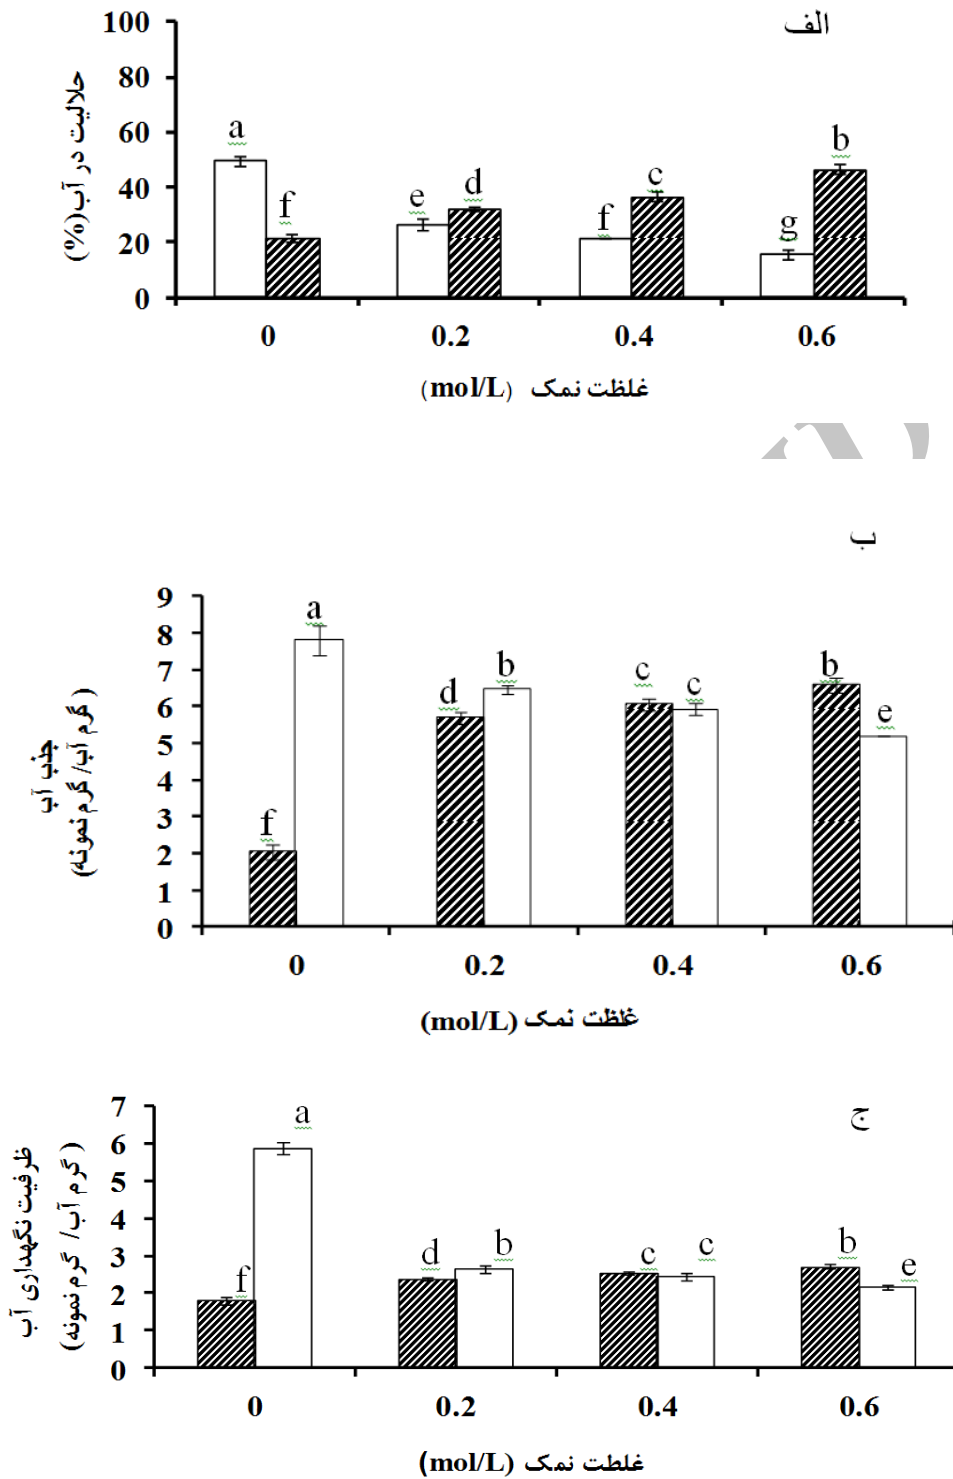 الف
100
80
60
40
20
0
حلالیت در آب(%)
a
f
e
d
f
c
g
b
0 0.2 0.4 0.6
غلظت نمک (mol/L)
ب
9
8
7
6
5
4
3
2
1
0
جذب آب
(گرم آب/ گرم نمونه)
f
a
d
b
c
c
b
e
0 0.2 0.4 0.6
غلظت نمک (mol/L)
ج
7
6
5
4
3
2
1
0
ظرفیت نگهداری آب
(گرم آب/ گرم نمونه)
f
a
d
b
c
c
b
e
0 0.2 0.4 0.6
غلطت نمک (mol/L)